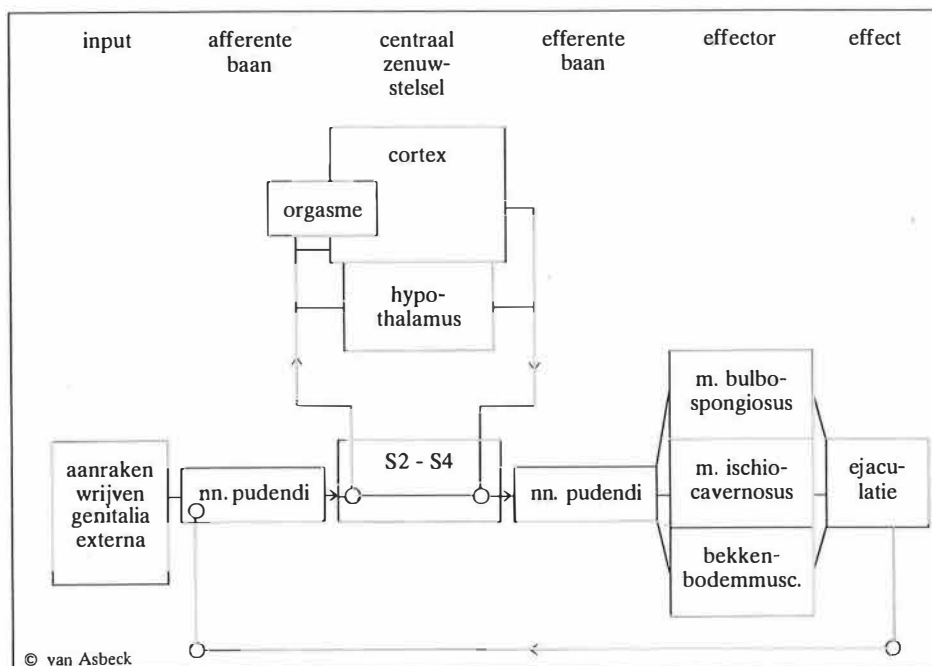 input
afferente
baan
centraal
zenuw-
stelsel
efferente
baan
effector
effect
cortex
orgasme
hypo-
thalamus
aanraken
wrijven
genitalia
externa
nn. pudendi
S2 - S4
nn. pudendi
m. bulbo-
spongiosus
m. ischio-
cavernosus
bekken-
bodemmusc.
ejacu-
latie
© van Asbeck